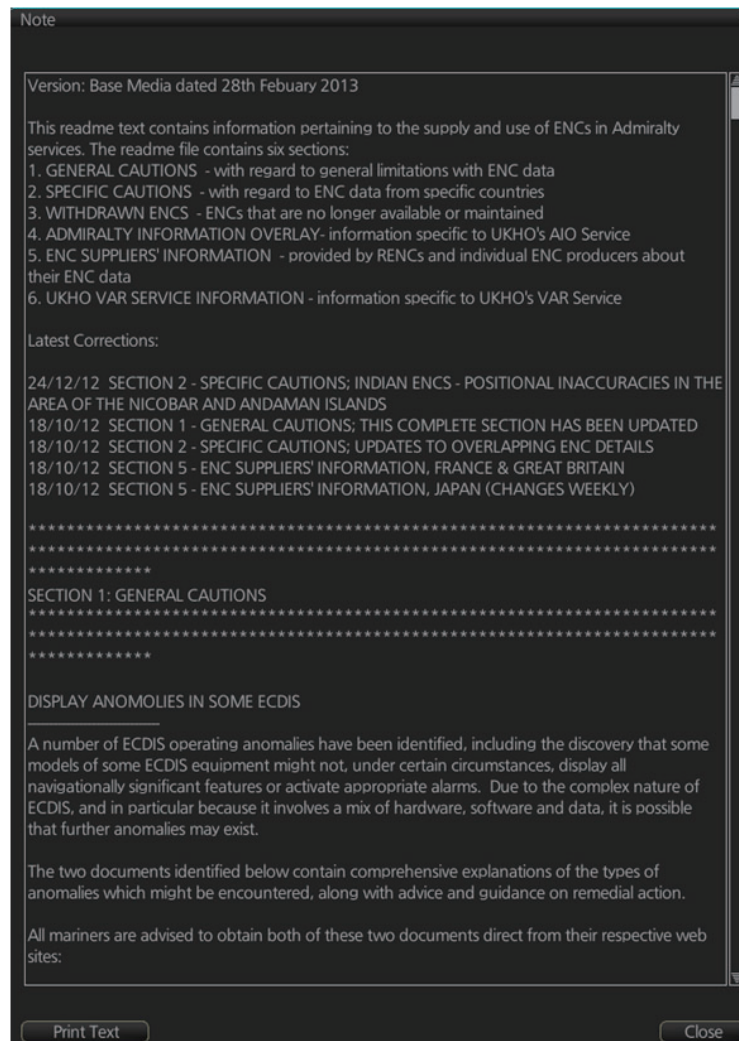 Note
Version: Base Media dated 28th Febuary 2013
This readme text contains information pertaining to the supply and use of ENCs in Admiralty
services. The readme file contains six sections:
1. GENERAL CAUTIONS  - with regard to general limitations with ENC data
2. SPECIFIC CAUTIONS  - with regard to ENC data from specific countries
3. WITHDRAWN ENCS  - ENCs that are no longer available or maintained
4. ADMIRALTY INFORMATION OVERLAY- information specific to UKHO's AIO Service
5. ENC SUPPLIERS' INFORMATION  - provided by RENCs and individual ENC producers about
their ENC data
6. UKHO VAR SERVICE INFORMATION - information specific to UKHO's VAR Service
Latest Corrections:
24/12/12  SECTION 2 - SPECIFIC CAUTIONS; INDIAN ENCS - POSITIONAL INACCURACIES IN THE
AREA OF THE NICOBAR AND ANDAMAN ISLANDS
18/10/12  SECTION 1 - GENERAL CAUTIONS; THIS COMPLETE SECTION HAS BEEN UPDATED
18/10/12  SECTION 2 - SPECIFIC CAUTIONS; UPDATES TO OVERLAPPING ENC DETAILS
18/10/12  SECTION 5 - ENC SUPPLIERS' INFORMATION, FRANCE & GREAT BRITAIN
18/10/12  SECTION 5 - ENC SUPPLIERS' INFORMATION, JAPAN (CHANGES WEEKLY)
************************************************************************
************************************************************************
*************
SECTION 1: GENERAL CAUTIONS
************************************************************************
************************************************************************
*************
DISPLAY ANOMOLIES IN SOME ECDIS
------------------------------
A number of ECDIS operating anomalies have been identified, including the discovery that some
models of some ECDIS equipment might not, under certain circumstances, display all
navigationally significant features or activate appropriate alarms.  Due to the complex nature of
ECDIS, and in particular because it involves a mix of hardware, software and data, it is possible
that further anomalies may exist.
The two documents identified below contain comprehensive explanations of the types of
anomalies which might be encountered, along with advice and guidance on remedial action.
All mariners are advised to obtain both of these two documents direct from their respective web
sites:
Print Text
Close